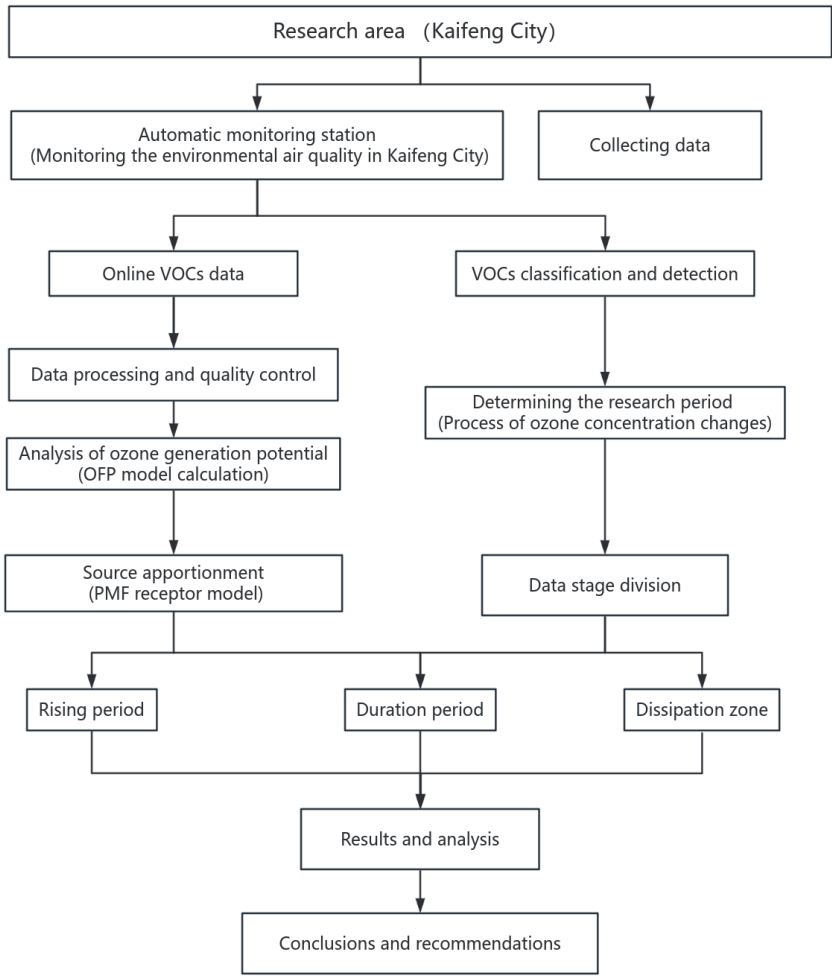 Research area （Kaifeng City）
Automatic monitoring station
(Monitoring the environmental air quality in Kaifeng City)
Collecting data
Online VOCs data
VOCs classification and detection
Data processing and quality control
Determining the research period
(Process of ozone concentration changes)
Analysis of ozone generation potential
(OFP model calculation)
Source apportionment
(PMF receptor model)
Data stage division
Rising period
Duration period
Dissipation zone
Results and analysis
Conclusions and recommendations